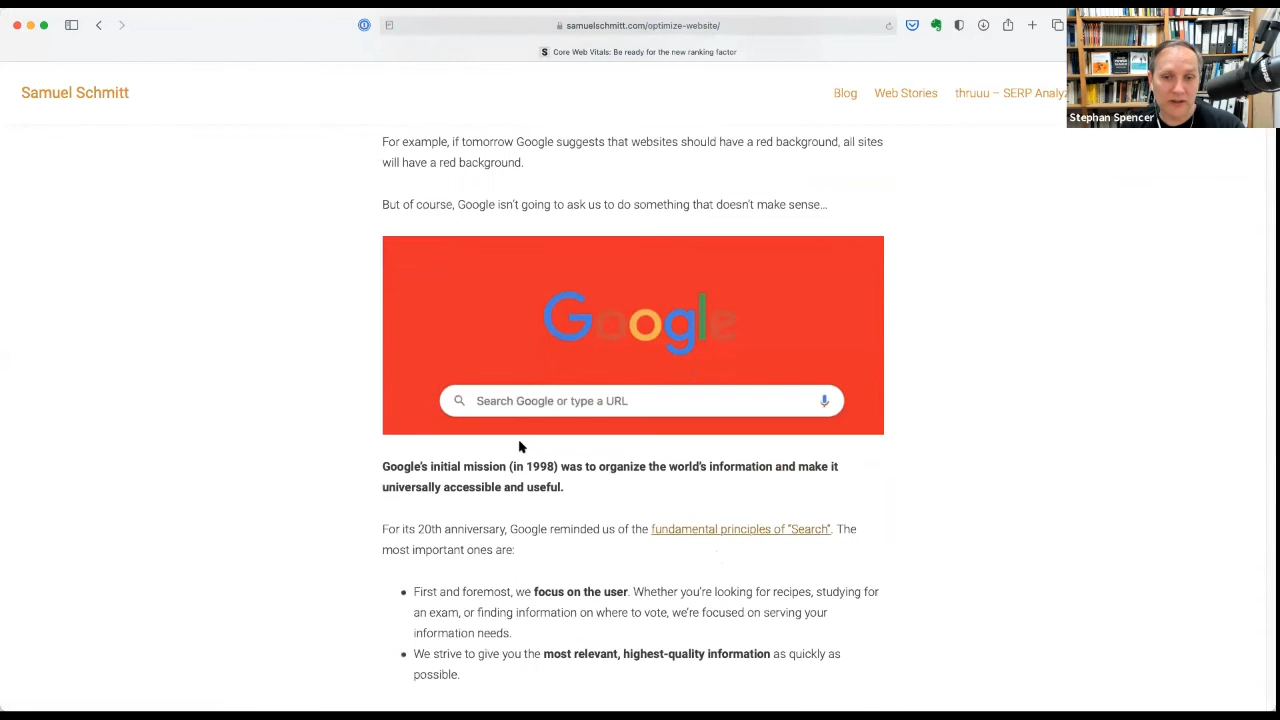 samuelschmitt.com/optimize-website/
S Core Web Vitals: Be ready for the new ranking factor
Samuel Schmitt
Blog
Web Stories
thruuu – SERP Analyz
Stephan Spencer
For example, if tomorrow Google suggests that websites should have a red background, all sites
will have a red background.
But of course, Google isn't going to ask us to do something that doesn't make sense…
Google
Search Google or type a URL
Google's initial mission (in 1998) was to organize the world's information and make it
universally accessible and useful.
For its 20th anniversary, Google reminded us of the fundamental principles of "Search". The
most important ones are:
First and foremost, we focus on the user. Whether you're looking for recipes, studying for
an exam, or finding information on where to vote, we're focused on serving your
information needs.
We strive to give you the most relevant, highest-quality information as quickly as
possible.